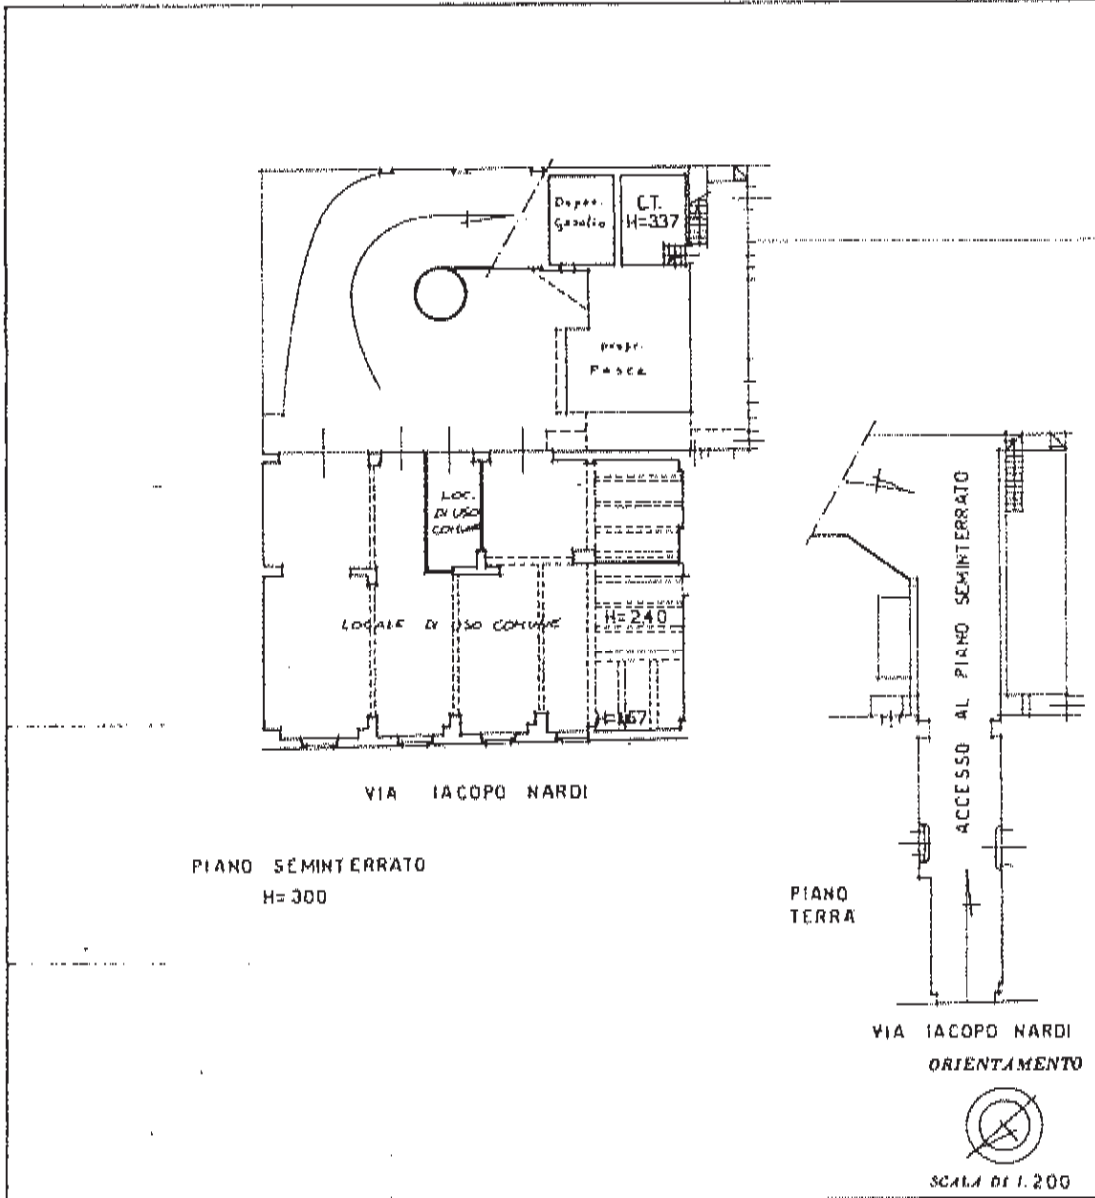 Depos.
Gasolio
C.T.
H=337
FASCE
LOC.
DI USO
COMUNE
LOCALE DI USO COMUNE
H=240
VIA IACOPO NARDI
PIANO SEMINTERRATO
H=300
ACCESSO AL PIANO SEMINTERRATO
PIANO
TERRA
VIA IACOPO NARDI
ORIENTAMENTO
SCALA DI 1.200